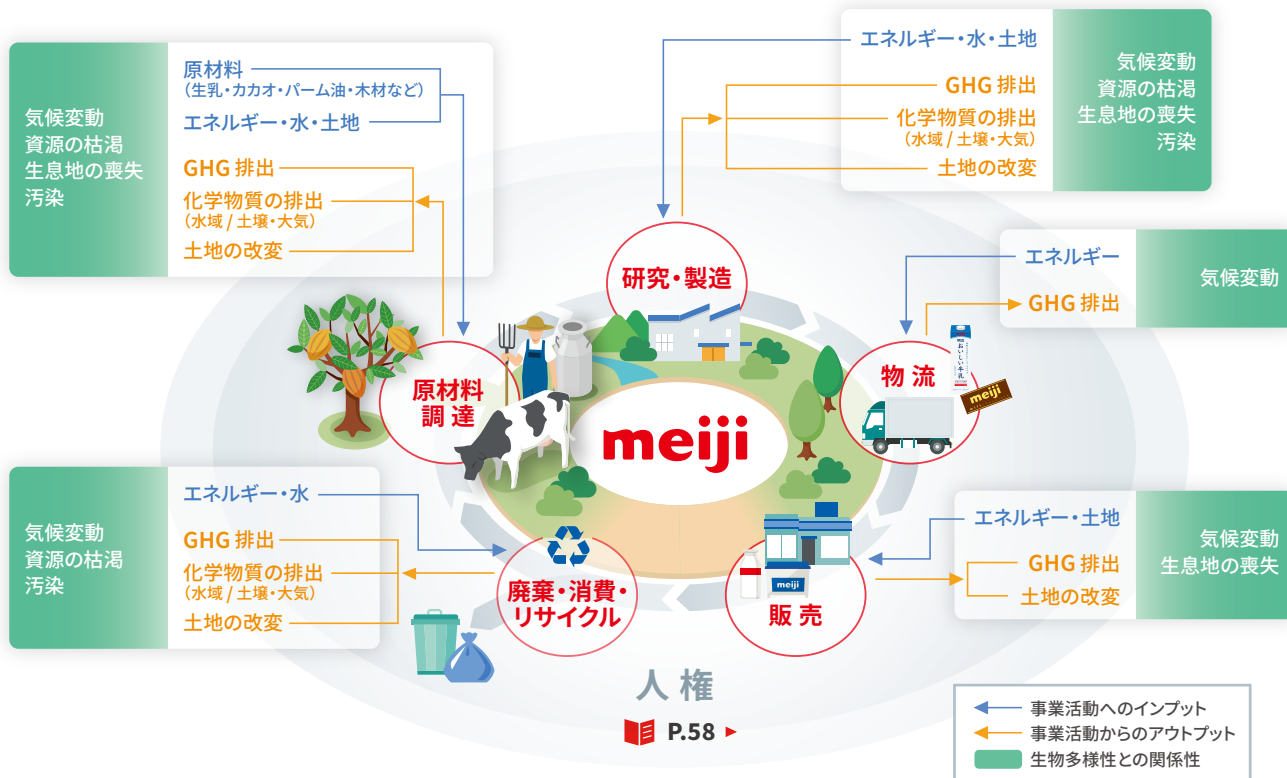 気候変動
資源の枯渇
生息地の喪失
汚染
原材料
(生乳・カカオ・パーム油・木材など)
エネルギー・水・土地
GHG 排出
化学物質の排出
(水域 / 土壌・大気)
土地の改変
エネルギー・水・土地
GHG 排出
化学物質の排出
(水域 / 土壌・大気)
土地の改変
気候変動
資源の枯渇
生息地の喪失
汚染
研究・製造
エネルギー
GHG 排出
気候変動
物流
明治
おいしい牛乳
meiji
原材料
調達
meiji
エネルギー・水
GHG 排出
化学物質の排出
(水域 / 土壌・大気)
土地の改変
気候変動
資源の枯渇
汚染
廃棄・消費・
リサイクル
meiji
販売
エネルギー・土地
GHG 排出
土地の改変
気候変動
生息地の喪失
人権
P.58
事業活動へのインプット
事業活動からのアウトプット
生物多様性との関係性